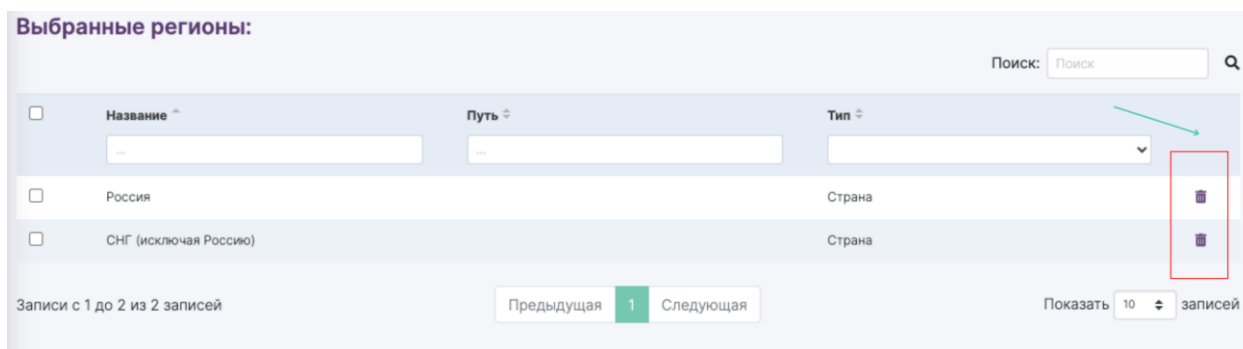 Выбранные регионы:
Поиск: Поиск
Название Путь Тип
... ...
Россия Страна
СНГ (исключая Россию) Страна
Записи с 1 до 2 из 2 записей Предыдущая 1 Следующая Показать 10 записей